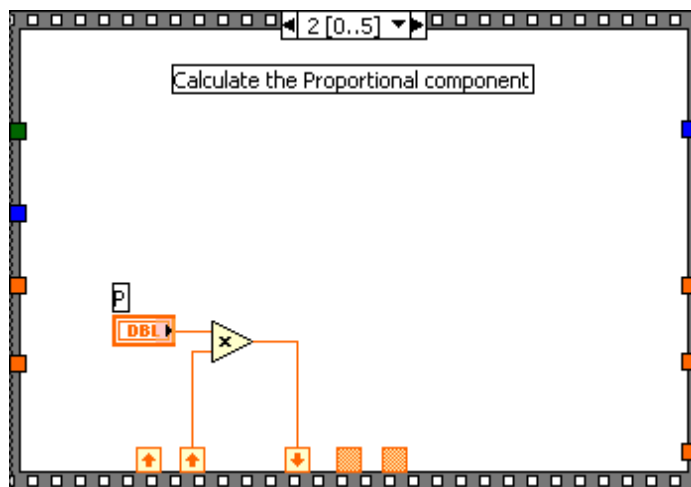 2 [0..5]
Calculate the Proportional component
P
DBL
×